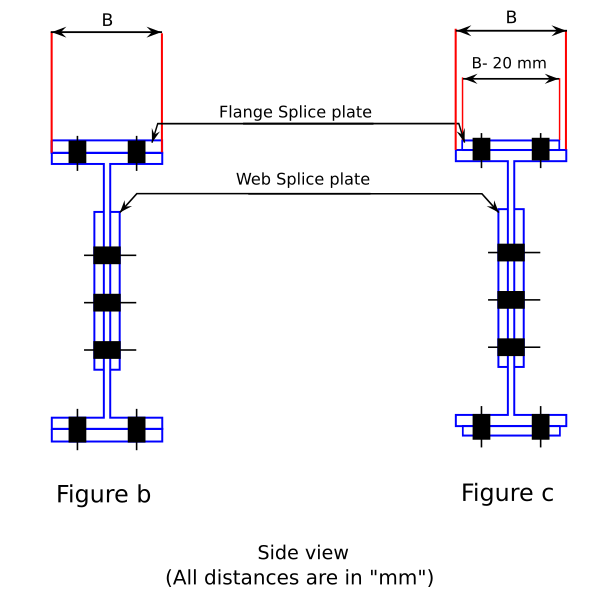 B
B
B- 20 mm
Flange Splice plate
Web Splice plate
Figure b
Figure c
Side view
(All distances are in "mm")